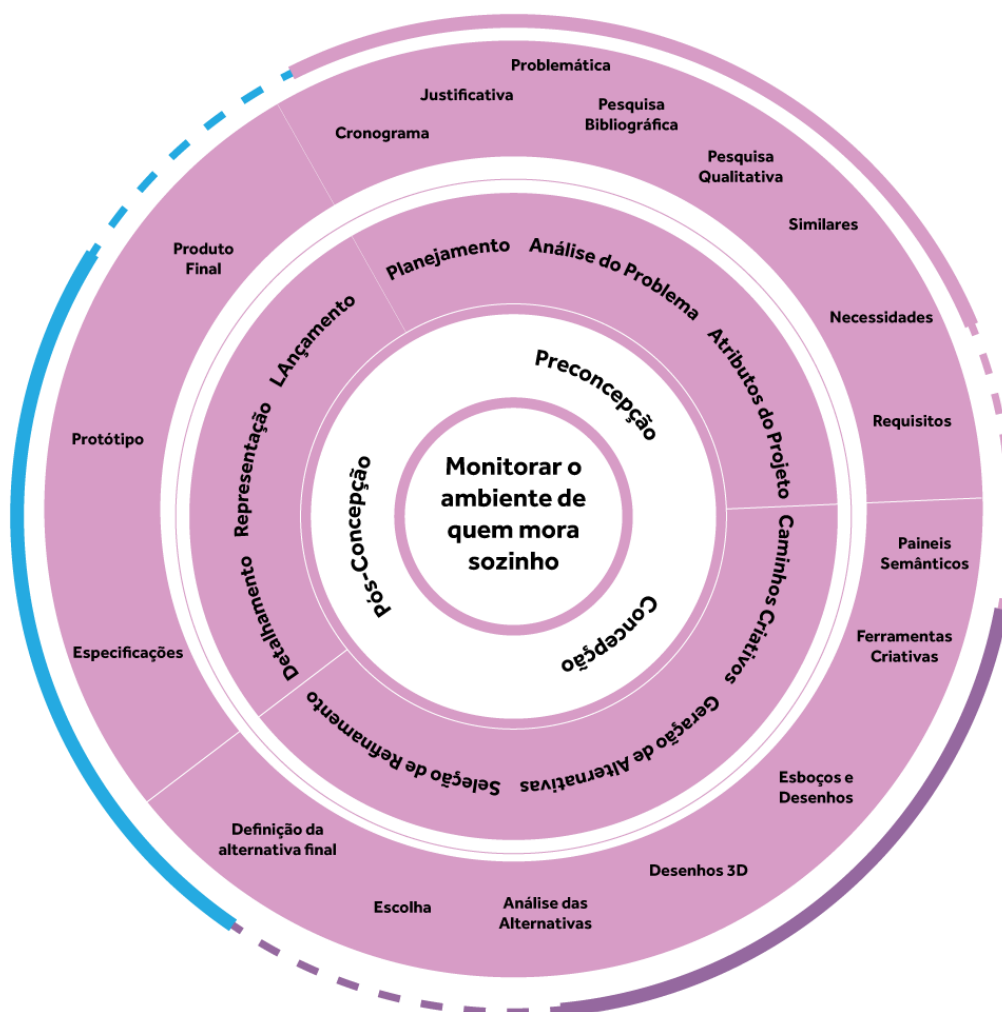 Problemática
Justificativa
Cronograma
Pesquisa
Bibliográfica
Pesquisa
Qualitativa
Similares
Necessidades
Requisitos
Paineis
Semânticos
Ferramentas
Criativas
Esboços e
Desenhos
Desenhos 3D
Análise das
Alternativas
Escolha
Definição da
alternativa final
Especificações
Protótipo
Produto
Final
Planejamento
Análise do Problema
Atributos do Projeto
Caminhos Criativos
Geração de Alternativas
Seleção de Refinamento
Detalhamento
Representação
LAnçamento
Preconcepção
Concepção
Pós-Concepção
Monitorar o
ambiente de
quem mora
sozinho